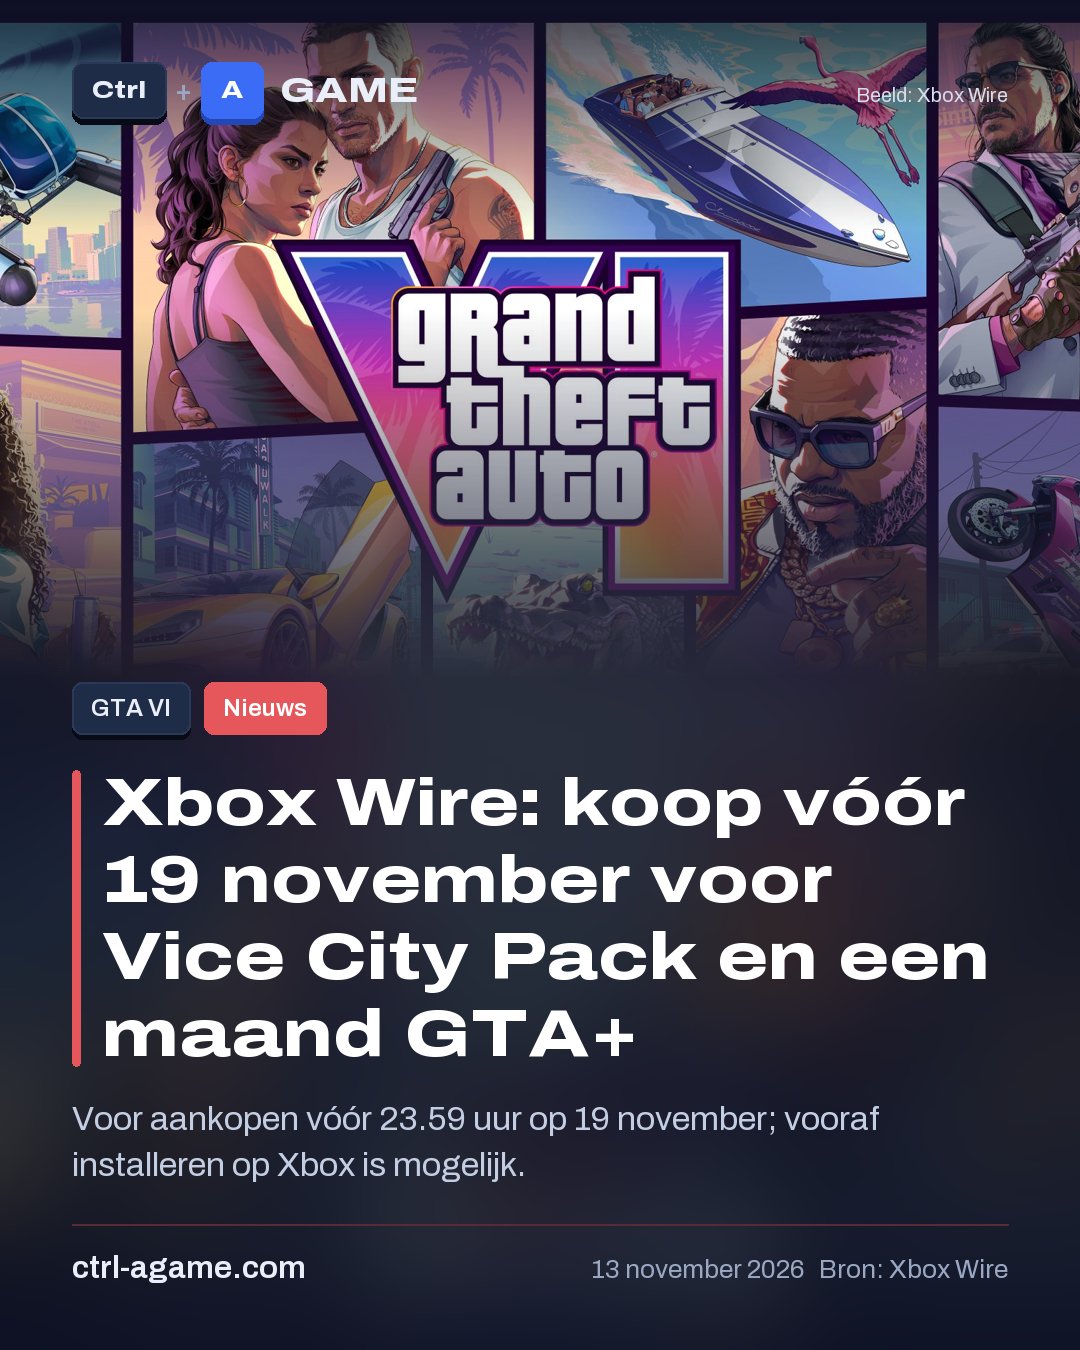 Ctrl + A GAME
Beeld: Xbox Wire
grand
theft
auto
VI
BOARDWALK
GTA VI
Nieuws
Xbox Wire: koop vóór
19 november voor
Vice City Pack en een
maand GTA+
Voor aankopen vóór 23.59 uur op 19 november; vooraf
installeren op Xbox is mogelijk.
ctrl-agame.com
13 november 2026 Bron: Xbox Wire